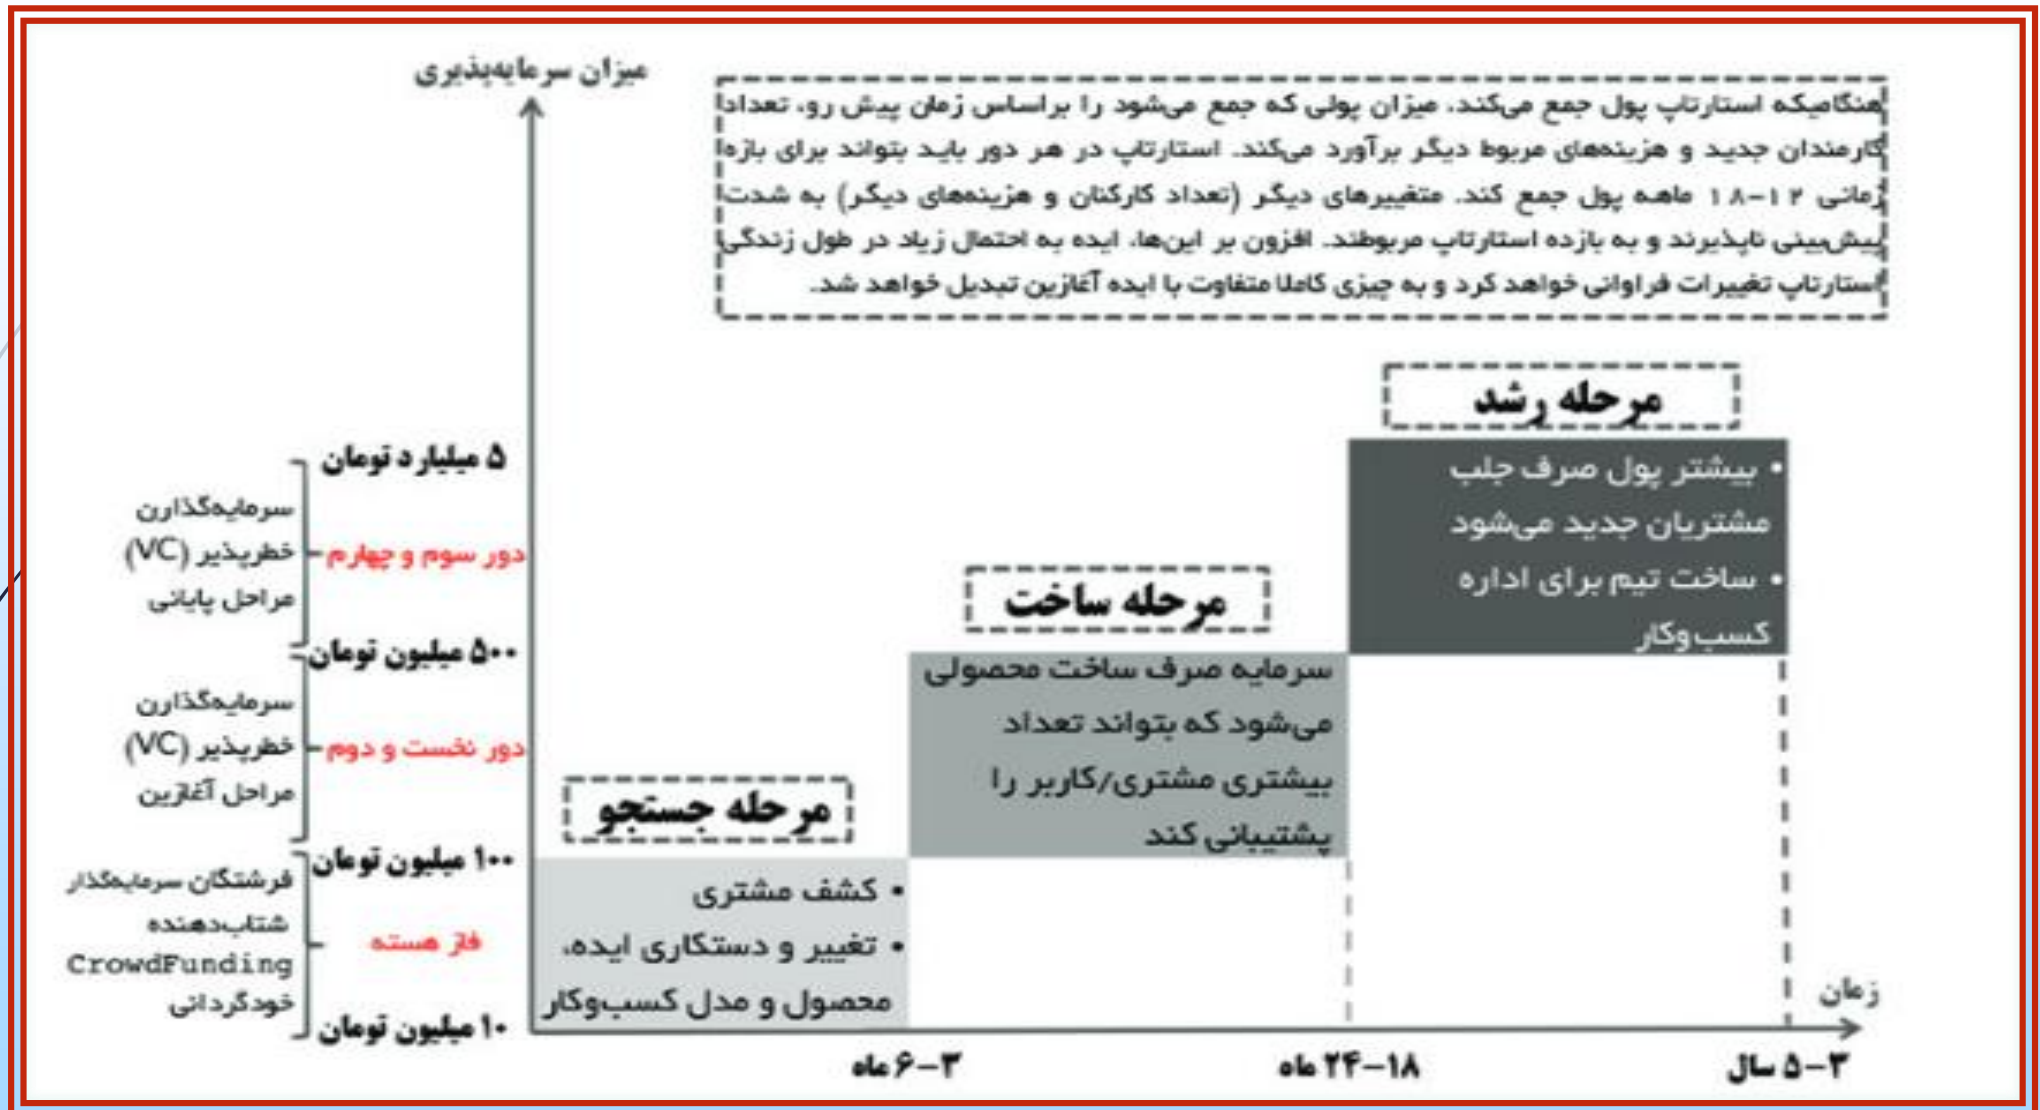 میزان سرمایه‌پذیری
هنگامیکه استارتاپ پول جمع می‌کند، میزان پولی که جمع می‌شود را براساس زمان پیش رو، تعداد
کارمندان جدید و هزینه‌های مربوط دیگر برآورد می‌کند. استارتاپ در هر دور باید بتواند برای بازه
زمانی ۱۲-۱۸ ماهه پول جمع کند. متغییرهای دیگر (تعداد کارکنان و هزینه‌های دیگر) به شدت
پیش‌بینی ناپذیرند و به بازده استارتاپ مربوطند. افزون بر این‌ها، ایده به احتمال زیاد در طول زندگی
استارتاپ تغییرات فراوانی خواهد کرد و به چیزی کاملا متفاوت با ایده آغازین تبدیل خواهد شد.
مرحله رشد
• بیشتر پول صرف جلب
مشتریان جدید می‌شود
• ساخت تیم برای اداره
کسب‌وکار
مرحله ساخت
سرمایه صرف ساخت محصولی
می‌شود که بتواند تعداد
بیشتری مشتری/کاربر را
پشتیبانی کند
مرحله جستجو
• کشف مشتری
• تغییر و دستکاری ایده،
محصول و مدل کسب‌وکار
۵ میلیارد تومان
دور سوم و چهارم
سرمایه‌گذارن
خطرپذیر (VC)
مراحل پایانی
۵۰۰ میلیون تومان
دور نخست و دوم
سرمایه‌گذارن
خطرپذیر (VC)
مراحل آغازین
۱۰۰ میلیون تومان
فاز هسته
فرشتگان سرمایه‌گذار
شتاب‌دهنده
CrowdFunding
خودگردانی
۱۰ میلیون تومان
زمان
۳-۶ ماه
۱۸-۲۴ ماه
۳-۵ سال